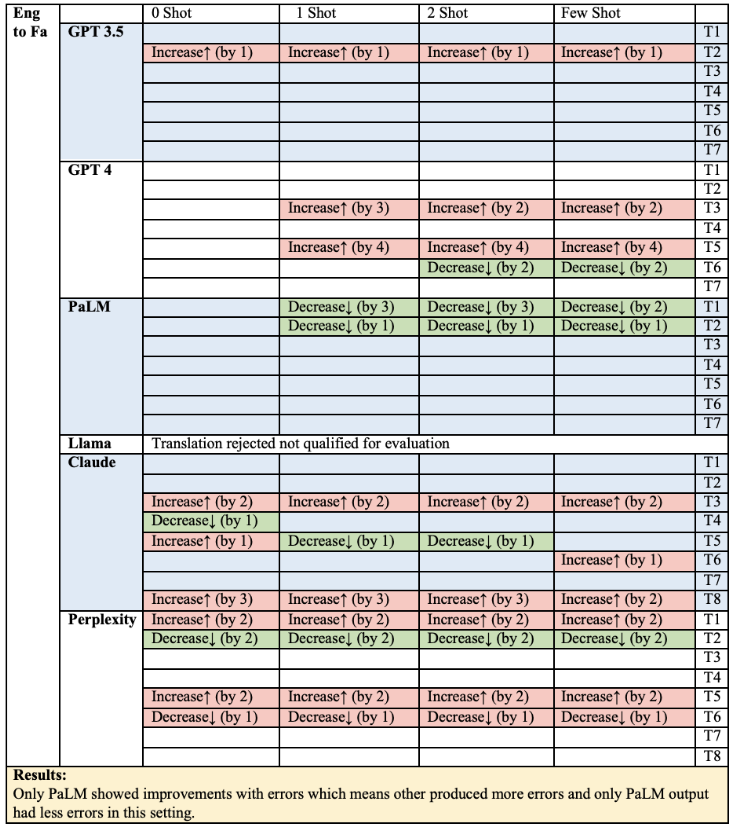 Eng to Fa 0 Shot 1 Shot 2 Shot Few Shot
GPT 3.5 T1
Increase↑ (by 1) Increase↑ (by 1) Increase↑ (by 1) Increase↑ (by 1) T2
T3
T4
T5
T6
T7
GPT 4 T1
T2
Increase↑ (by 3) Increase↑ (by 2) Increase↑ (by 2) T3
T4
Increase↑ (by 4) Increase↑ (by 4) Increase↑ (by 4) T5
Decrease↓ (by 2) Decrease↓ (by 2) T6
T7
PaLM Decrease↓ (by 3) Decrease↓ (by 3) Decrease↓ (by 2) T1
Decrease↓ (by 1) Decrease↓ (by 1) Decrease↓ (by 1) T2
T3
T4
T5
T6
T7
Llama Translation rejected not qualified for evaluation
Claude T1
T2
Increase↑ (by 2) Increase↑ (by 2) Increase↑ (by 2) Increase↑ (by 2) T3
Decrease↓ (by 1) T4
Increase↑ (by 1) Decrease↓ (by 1) Decrease↓ (by 1) T5
Increase↑ (by 1) T6
T7
Increase↑ (by 3) Increase↑ (by 3) Increase↑ (by 3) Increase↑ (by 2) T8
Perplexity Increase↑ (by 2) Increase↑ (by 2) Increase↑ (by 2) Increase↑ (by 2) T1
Decrease↓ (by 2) Decrease↓ (by 2) Decrease↓ (by 2) Decrease↓ (by 2) T2
T3
T4
Increase↑ (by 2) Increase↑ (by 2) Increase↑ (by 2) Increase↑ (by 2) T5
Decrease↓ (by 1) Decrease↓ (by 1) Decrease↓ (by 1) Decrease↓ (by 1) T6
T7
T8
Results:
Only PaLM showed improvements with errors which means other produced more errors and only PaLM output
had less errors in this setting.